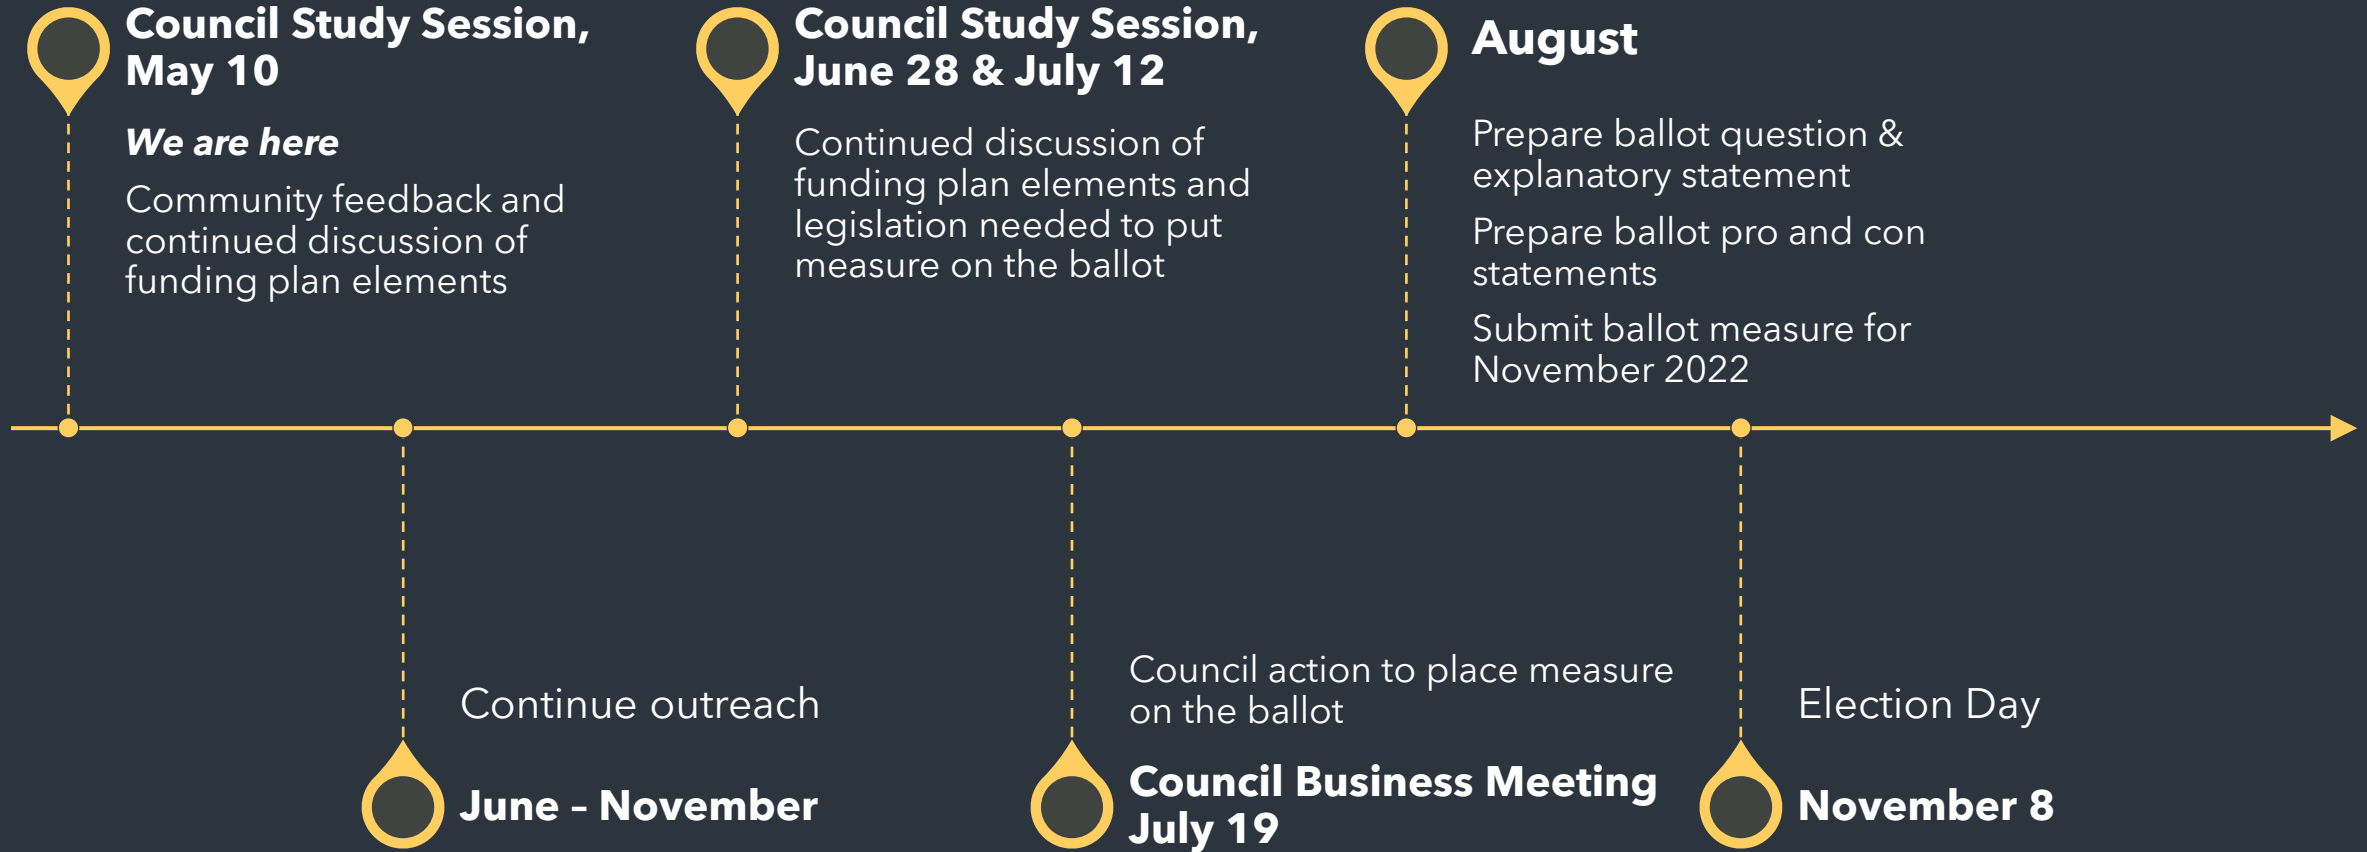 Council Study Session,
May 10
We are here
Community feedback and
continued discussion of
funding plan elements
Council Study Session,
June 28 & July 12
Continued discussion of
funding plan elements and
legislation needed to put
measure on the ballot
August
Prepare ballot question &
explanatory statement
Prepare ballot pro and con
statements
Submit ballot measure for
November 2022
Continue outreach
June – November
Council action to place measure
on the ballot
Council Business Meeting
July 19
Election Day
November 8